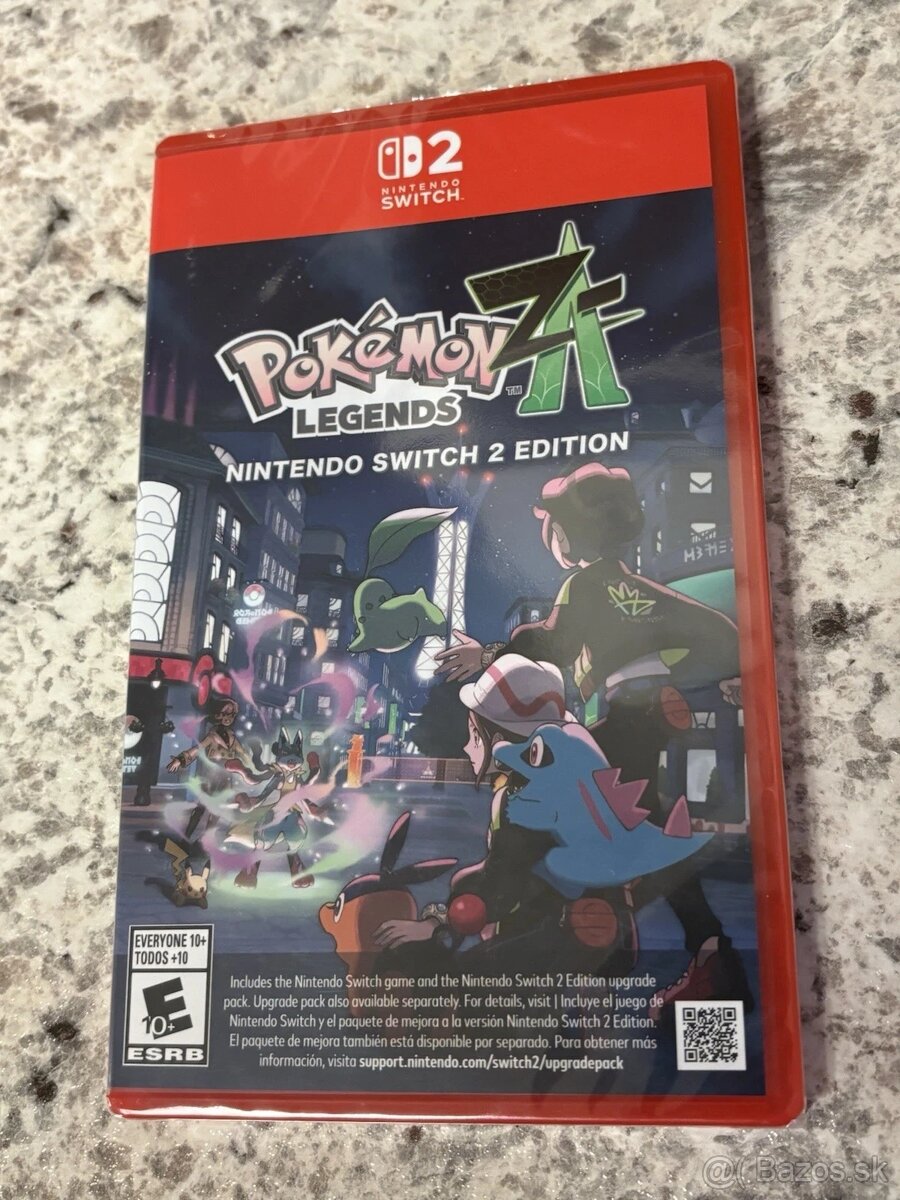 2
NINTENDO
SWITCH™
POKÉMON
LEGENDS
ZA™
NINTENDO SWITCH 2 EDITION
EVERYONE 10+
TODOS +10
E
10+
ESRB
Includes the Nintendo Switch game and the Nintendo Switch 2 Edition upgrade
pack. Upgrade pack also available separately. For details, visit | Incluye el juego de
Nintendo Switch y el paquete de mejora a la versión Nintendo Switch 2 Edition.
El paquete de mejora también está disponible por separado. Para obtener más
información, visita support.nintendo.com/switch2/upgradepack
@( Bazos.sk